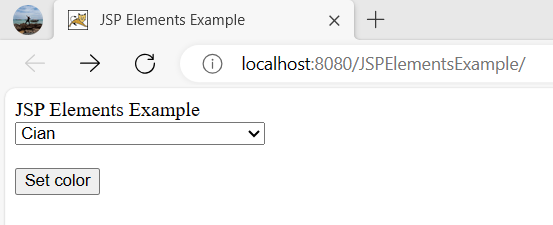 JSP Elements Example
localhost:8080/JSPElementsExample/
JSP Elements Example
Cian
Set color